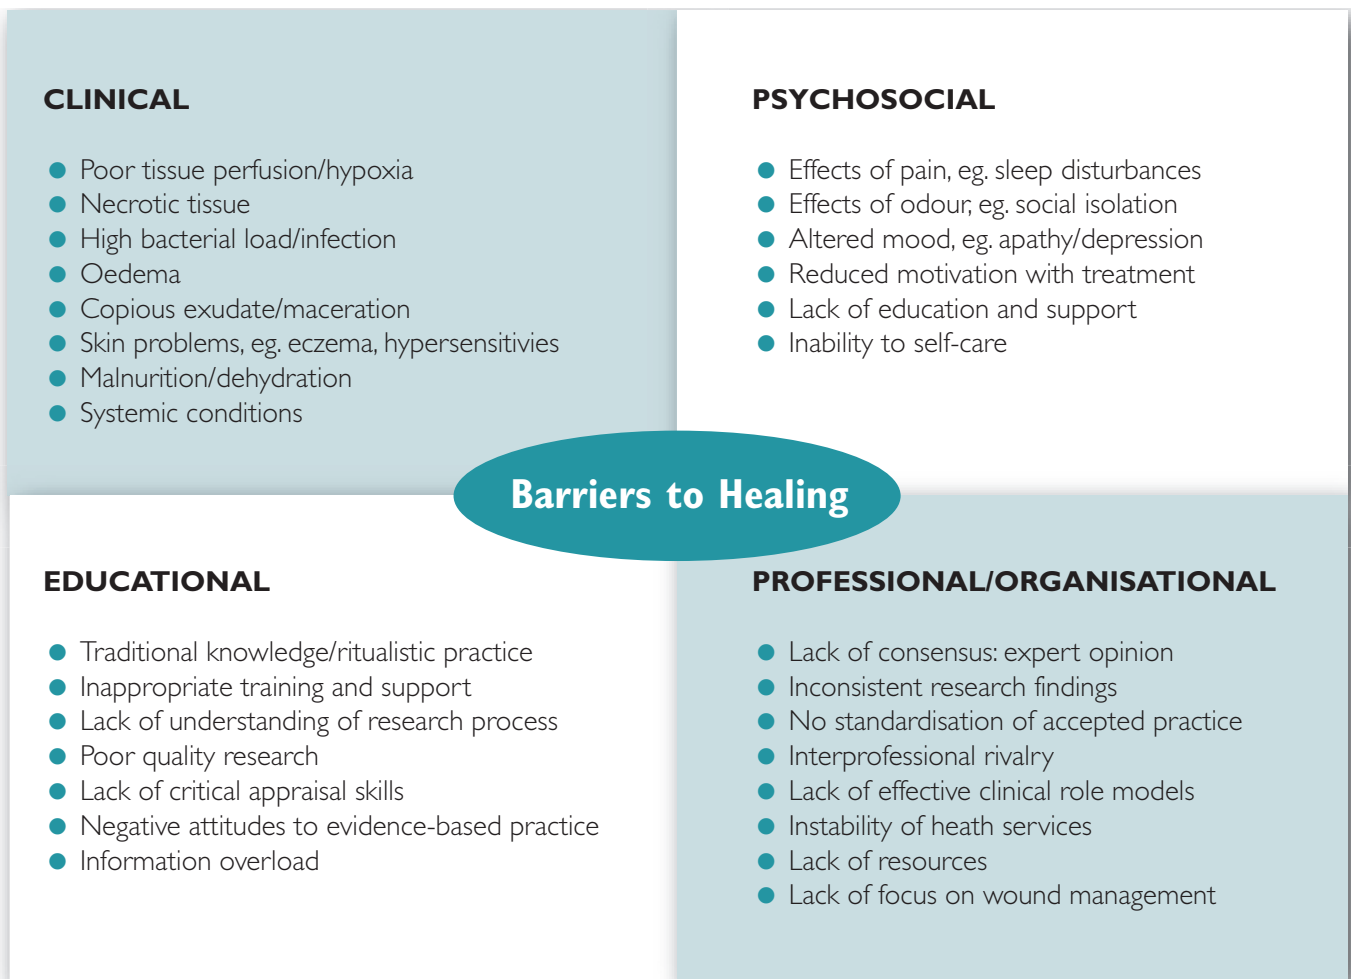 CLINICAL
● Poor tissue perfusion/hypoxia
● Necrotic tissue
● High bacterial load/infection
● Oedema
● Copious exudate/maceration
● Skin problems, eg. eczema, hypersensitivies
● Malnurition/dehydration
● Systemic conditions
PSYCHOSOCIAL
● Effects of pain, eg. sleep disturbances
● Effects of odour, eg. social isolation
● Altered mood, eg. apathy/depression
● Reduced motivation with treatment
● Lack of education and support
● Inability to self-care
Barriers to Healing
EDUCATIONAL
● Traditional knowledge/ritualistic practice
● Inappropriate training and support
● Lack of understanding of research process
● Poor quality research
● Lack of critical appraisal skills
● Negative attitudes to evidence-based practice
● Information overload
PROFESSIONAL/ORGANISATIONAL
● Lack of consensus: expert opinion
● Inconsistent research findings
● No standardisation of accepted practice
● Interprofessional rivalry
● Lack of effective clinical role models
● Instability of heath services
● Lack of resources
● Lack of focus on wound management